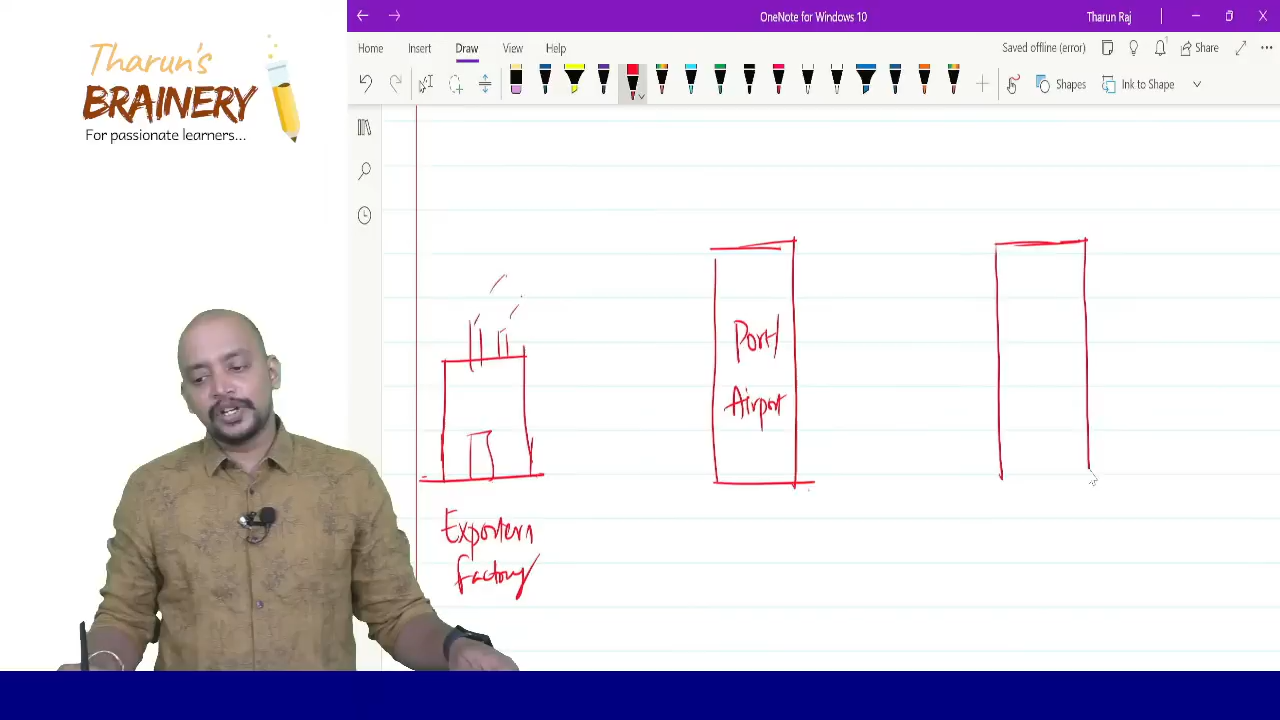 Tharun's
BRAINERY
For passionate learners...
OneNote for Windows 10
Tharun Raj
Home Insert Draw View Help
Saved offline (error)
Share
Shapes
Ink to Shape
Port/
Airport
Exporter's
factory